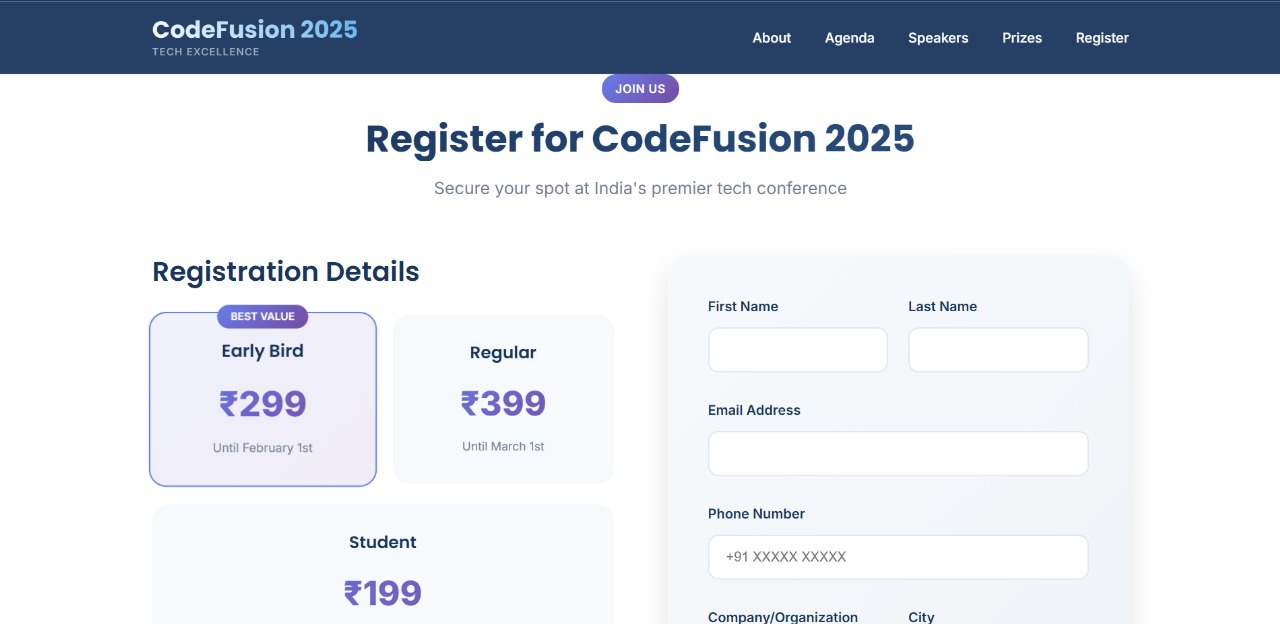 CodeFusion 2025
TECH EXCELLENCE
About
Agenda
Speakers
Prizes
Register
JOIN US
Register for CodeFusion 2025
Secure your spot at India's premier tech conference
Registration Details
BEST VALUE
Early Bird
₹299
Until February 1st
Regular
₹399
Until March 1st
Student
₹199
First Name
Last Name
Email Address
Phone Number
+91 XXXXX XXXXX
Company/Organization
City